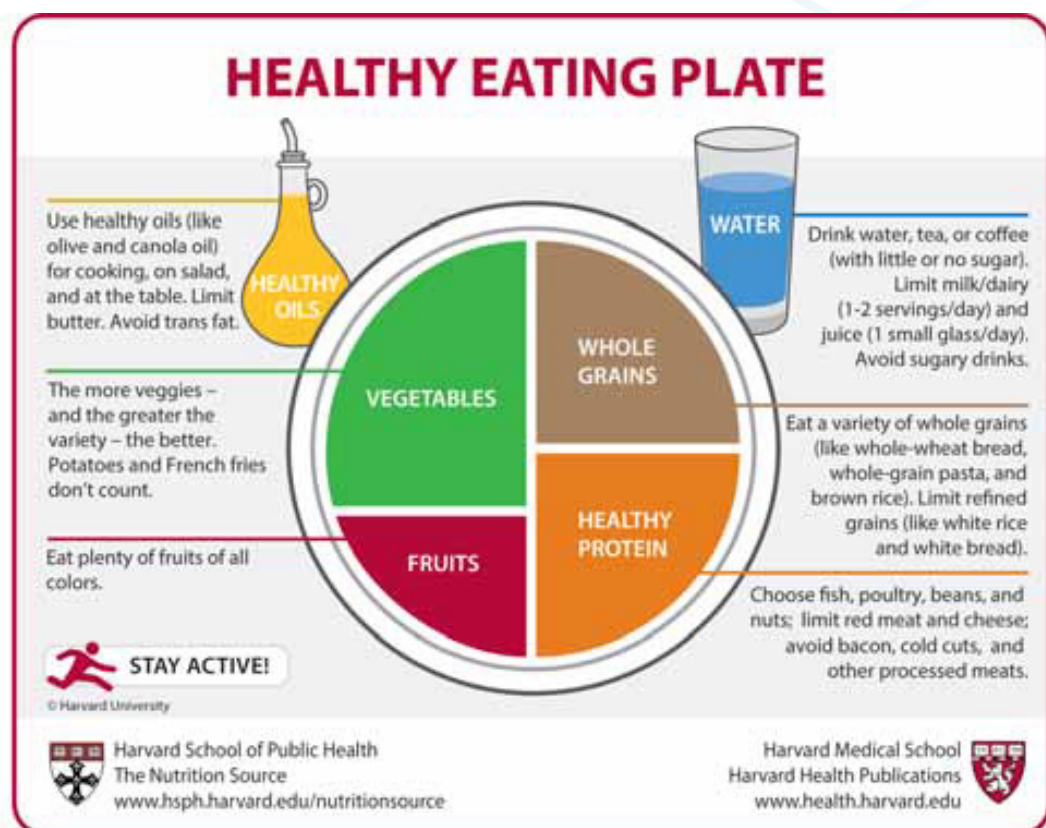 HEALTHY EATING PLATE
Use healthy oils (like
olive and canola oil)
for cooking, on salad,
and at the table. Limit
butter. Avoid trans fat.
HEALTHY
OILS
The more veggies –
and the greater the
variety – the better.
Potatoes and French fries
don't count.
Eat plenty of fruits of all
colors.
VEGETABLES
FRUITS
WHOLE
GRAINS
HEALTHY
PROTEIN
WATER
Drink water, tea, or coffee
(with little or no sugar).
Limit milk/dairy
(1-2 servings/day) and
juice (1 small glass/day).
Avoid sugary drinks.
Eat a variety of whole grains
(like whole-wheat bread,
whole-grain pasta, and
brown rice). Limit refined
grains (like white rice
and white bread).
Choose fish, poultry, beans, and
nuts; limit red meat and cheese;
avoid bacon, cold cuts, and
other processed meats.
STAY ACTIVE!
© Harvard University
Harvard School of Public Health
The Nutrition Source
www.hsph.harvard.edu/nutritionsource
Harvard Medical School
Harvard Health Publications
www.health.harvard.edu